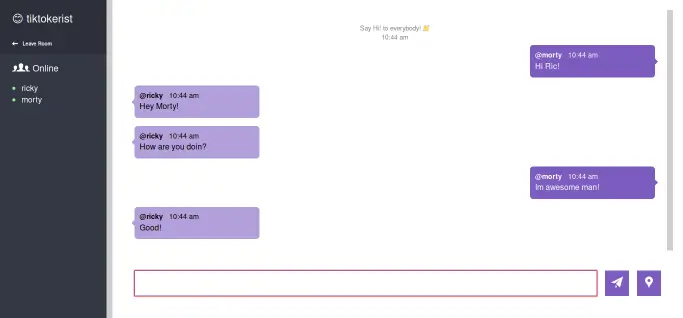 tiktokerist
Leave Room
Online
ricky
morty
Say Hi! to everybody!
10:44 am
@morty 10:44 am
Hi Ric!
@ricky 10:44 am
Hey Morty!
@ricky 10:44 am
How are you doin?
@morty 10:44 am
Im awesome man!
@ricky 10:44 am
Good!